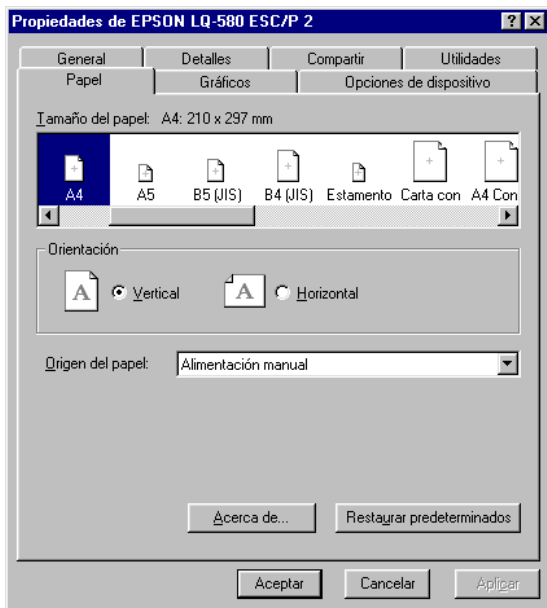 Propiedades de EPSON LQ-580 ESC/P 2
General Detalles Compartir Utilidades
Papel Gráficos Opciones de dispositivo
Tamaño del papel: A4: 210 x 297 mm
A4 A5 B5 (JIS) B4 (JIS) Estamento Carta con A4 Con
Orientación
A Vertical A Horizontal
Origen del papel: Alimentación manual
Acerca de... Restaurar predeterminados
Aceptar Cancelar Aplicar